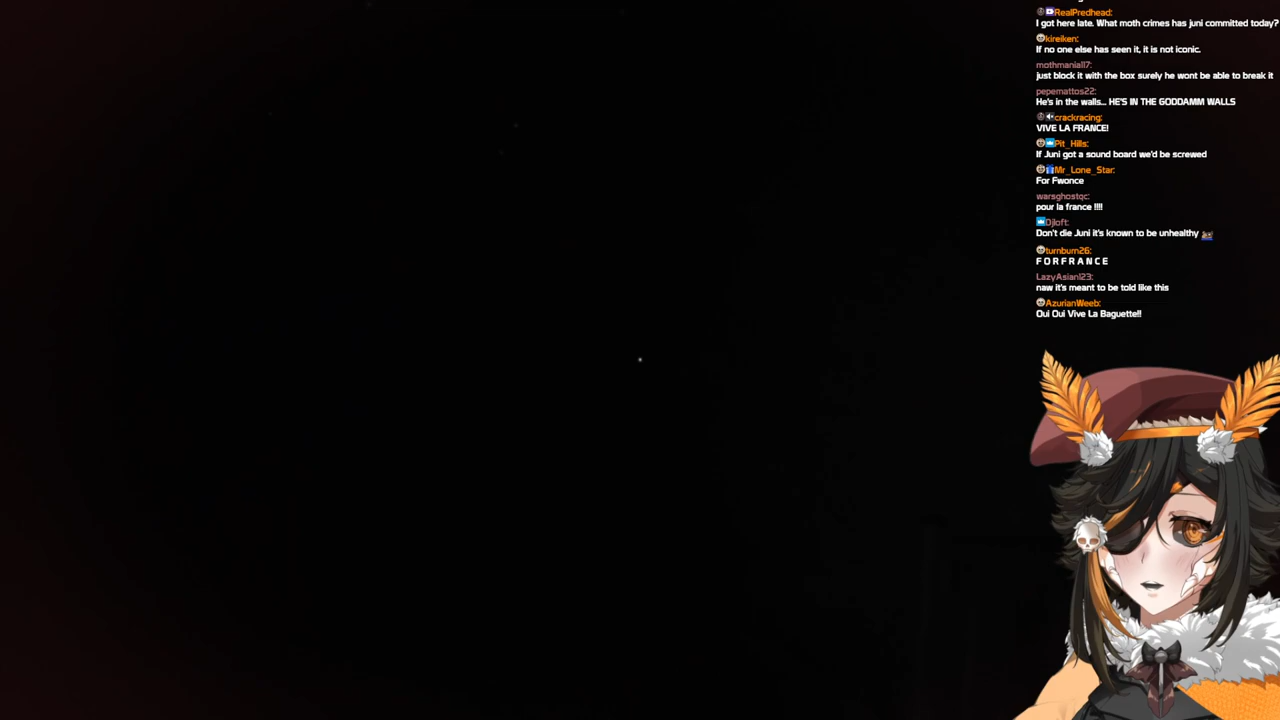 RealPredhead:
I got here late. What moth crimes has juni committed today?
kireiken:
If no one else has seen it, it is not iconic.
mothmania117:
just block it with the box surely he wont be able to break it
pepemattos22:
He's in the walls... HE'S IN THE GODDAMM WALLS
crackracing:
VIVE LA FRANCE!
Pit_Hills:
If Juni got a sound board we'd be screwed
Mr_Lone_Star:
For Fwonce
warsghostqc:
pour la france !!!!
Djloft:
Don't die Juni it's known to be unhealthy
turnburn26:
F O R F R A N C E
LazyAsian123:
naw it's meant to be told like this
AzurianWeeb:
Oui Oui Vive La Baguette!!